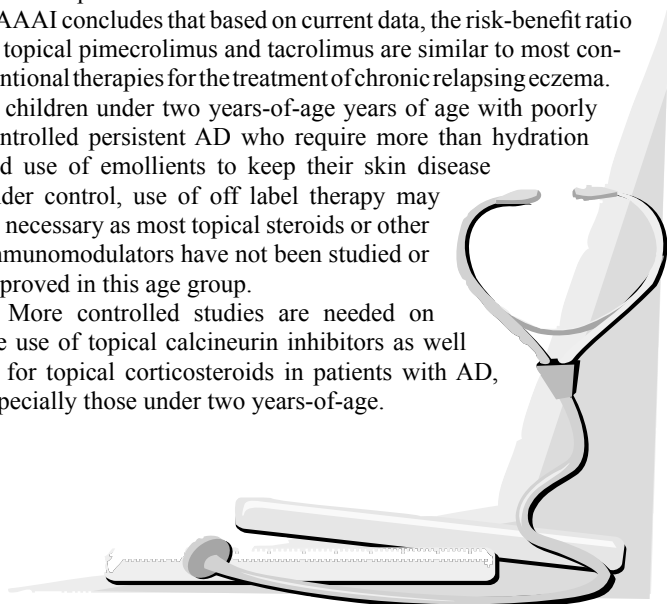 AAAI concludes that based on current data, the risk-benefit ratio
topical pimecrolimus and tacrolimus are similar to most con-
ntional therapies for the treatment of chronic relapsing eczema.
children under two years-of-age years of age with poorly
ntrolled persistent AD who require more than hydration
d use of emollients to keep their skin disease
der control, use of off label therapy may
necessary as most topical steroids or other
munomodulators have not been studied or
proved in this age group.
More controlled studies are needed on
e use of topical calcineurin inhibitors as well
for topical corticosteroids in patients with AD,
pecially those under two years-of-age.